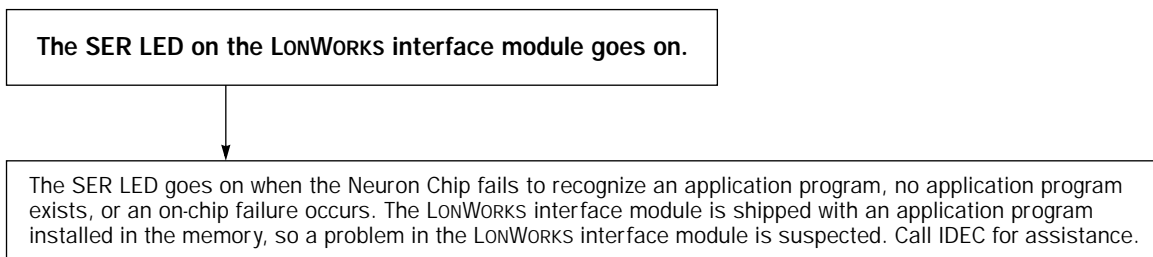 The SER LED on the LONWORKS interface module goes on.
The SER LED goes on when the Neuron Chip fails to recognize an application program, no application program
exists, or an on-chip failure occurs. The LONWORKS interface module is shipped with an application program
installed in the memory, so a problem in the LONWORKS interface module is suspected. Call IDEC for assistance.